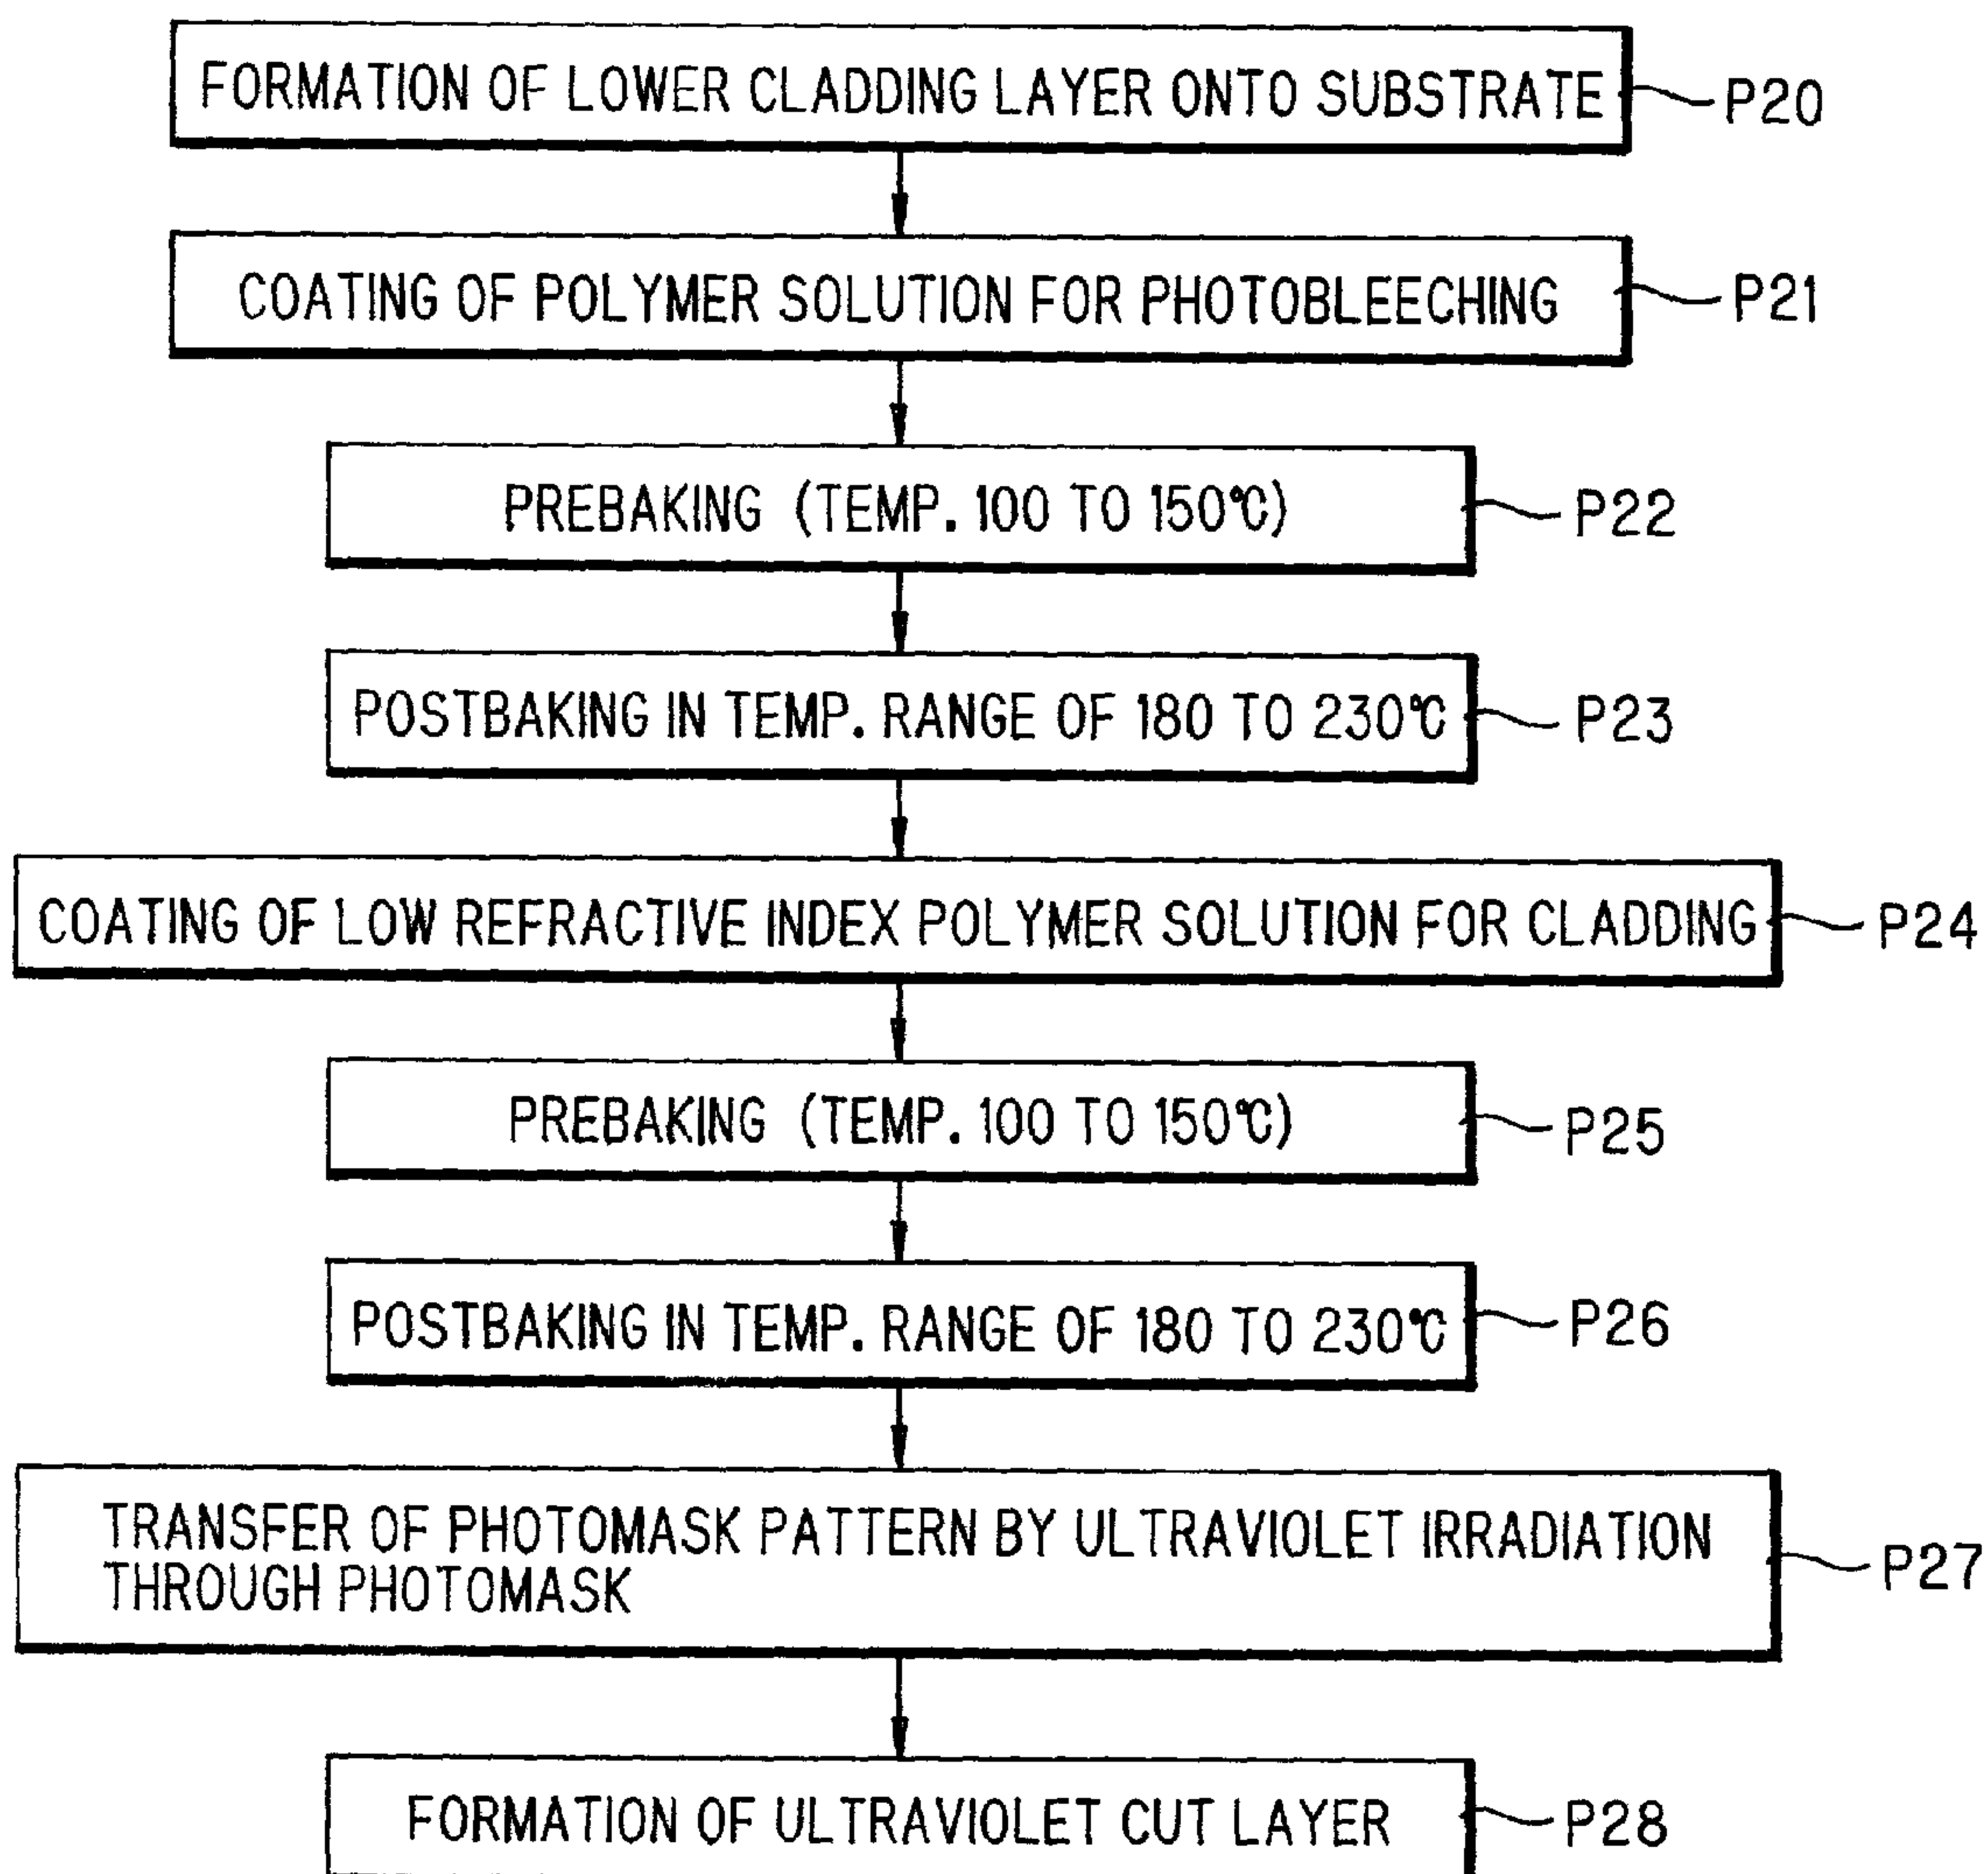 FORMATION OF LOWER CLADDING LAYER ONTO SUBSTRATE P20
COATING OF POLYMER SOLUTION FOR PHOTOBLEECHING P21
PREBAKING (TEMP. 100 TO 150°C) P22
POSTBAKING IN TEMP. RANGE OF 180 TO 230°C P23
COATING OF LOW REFRACTIVE INDEX POLYMER SOLUTION FOR CLADDING P24
PREBAKING (TEMP. 100 TO 150°C) P25
POSTBAKING IN TEMP. RANGE OF 180 TO 230°C P26
TRANSFER OF PHOTOMASK PATTERN BY ULTRAVIOLET IRRADIATION
THROUGH PHOTOMASK P27
FORMATION OF ULTRAVIOLET CUT LAYER P28